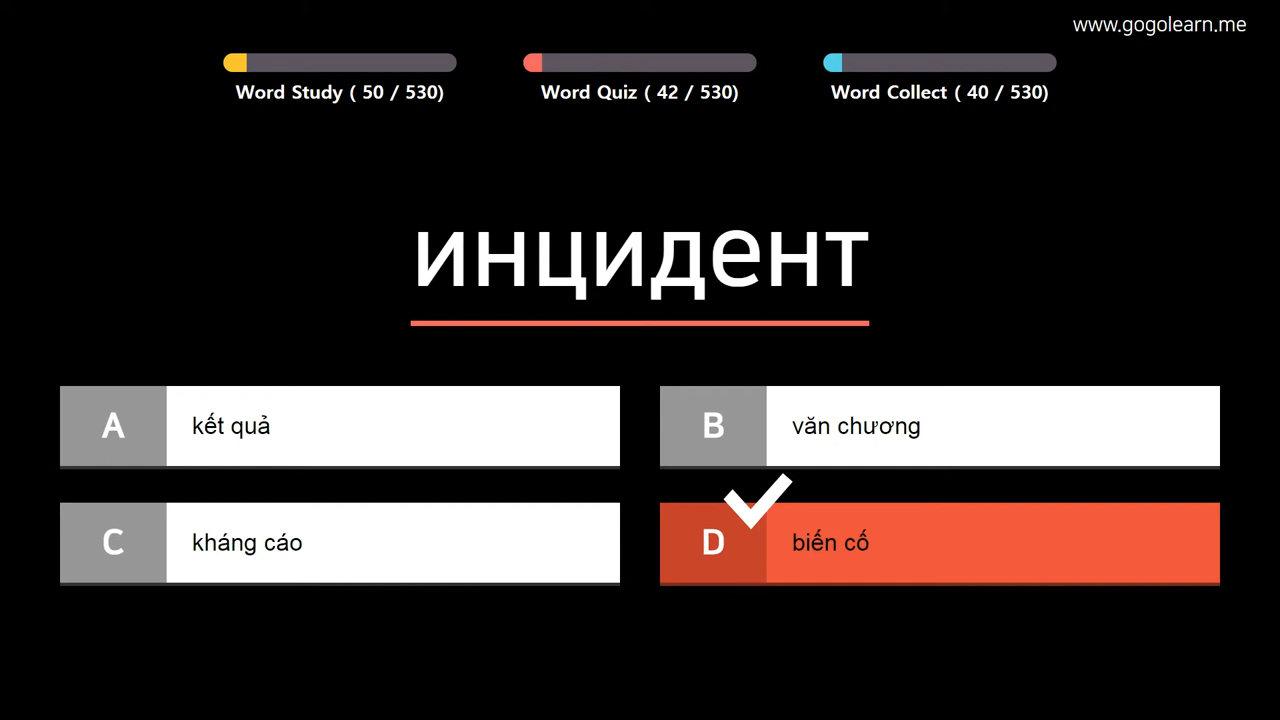 www.gogolearn.me
Word Study ( 50 / 530)
Word Quiz ( 42 / 530)
Word Collect ( 40 / 530)
инцидент
A kết quả
B văn chương
C kháng cáo
D biến cố